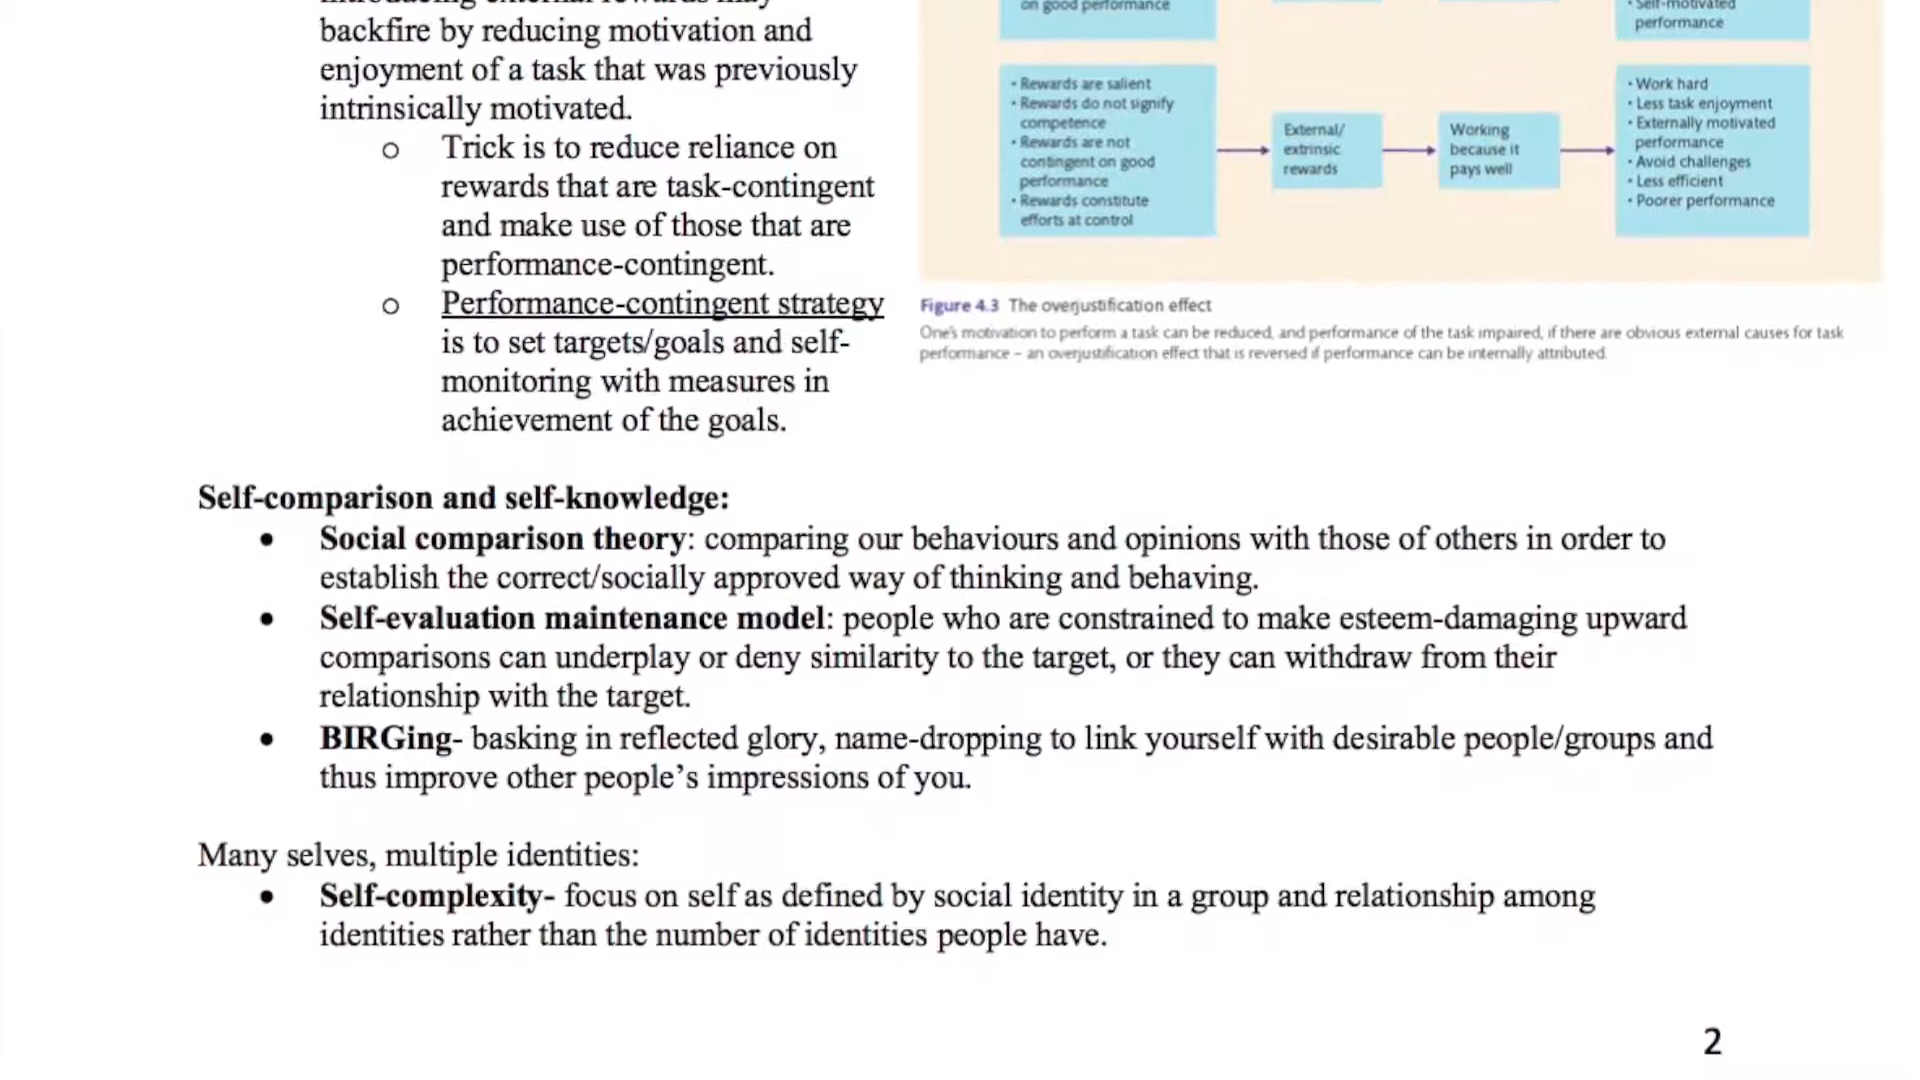 backfire by reducing motivation and
enjoyment of a task that was previously
intrinsically motivated.
o Trick is to reduce reliance on
rewards that are task-contingent
and make use of those that are
performance-contingent.
o Performance-contingent strategy
is to set targets/goals and self-
monitoring with measures in
achievement of the goals.
on good performance
• Self-motivated
performance
• Rewards are salient
• Rewards do not signify
competence
• Rewards are not
contingent on good
performance
• Rewards constitute
efforts at control
External/
extrinsic
rewards
Working
because it
pays well
• Work hard
• Less task enjoyment
• Externally motivated
performance
• Avoid challenges
• Less efficient
• Poorer performance
Figure 4.3 The overjustification effect
One's motivation to perform a task can be reduced, and performance of the task impaired, if there are obvious external causes for task
performance – an overjustification effect that is reversed if performance can be internally attributed.
Self-comparison and self-knowledge:
• Social comparison theory: comparing our behaviours and opinions with those of others in order to
establish the correct/socially approved way of thinking and behaving.
• Self-evaluation maintenance model: people who are constrained to make esteem-damaging upward
comparisons can underplay or deny similarity to the target, or they can withdraw from their
relationship with the target.
• BIRGing- basking in reflected glory, name-dropping to link yourself with desirable people/groups and
thus improve other people's impressions of you.
Many selves, multiple identities:
• Self-complexity- focus on self as defined by social identity in a group and relationship among
identities rather than the number of identities people have.
2